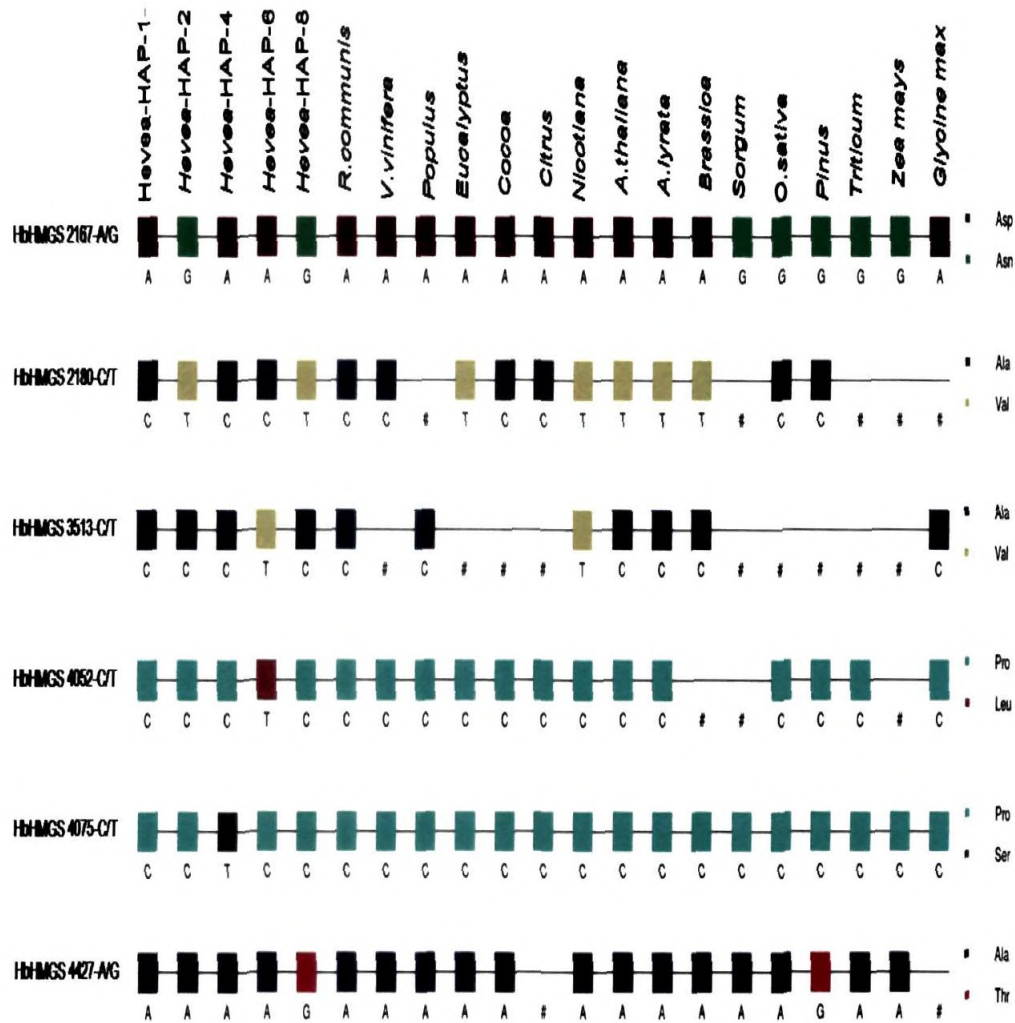 Hevea-HAP-1
Hevea-HAP-2
Hevea-HAP-4
Hevea-HAP-6
Hevea-HAP-8
R.communis
V.vinifera
Populus
Eucalyptus
Cocoa
Citrus
Nicotiana
A.thaliana
A.lyrata
Brassica
Sorgum
O.sativa
Pinus
Triticum
Zea mays
Glycine max
HbHMGS 2167-A/G
Asp
Asn
A G A A G A A A A A A A A A A G G G G G A
HbHMGS 2180-C/T
Ala
Val
C T C C T C C # T C C T T T T # C C # # #
HbHMGS 3513-C/T
Ala
Val
C C C T C C # C # # # T C C C # # # # # C
HbHMGS 4052-C/T
Pro
Leu
C C C T C C C C C C C C C C # # C C C # C
HbHMGS 4075-C/T
Pro
Ser
C C T C C C C C C C C C C C C C C C C C C
HbHMGS 4427-A/G
Ala
Thr
A A A A G A A A A A # A A A A A A G A A #